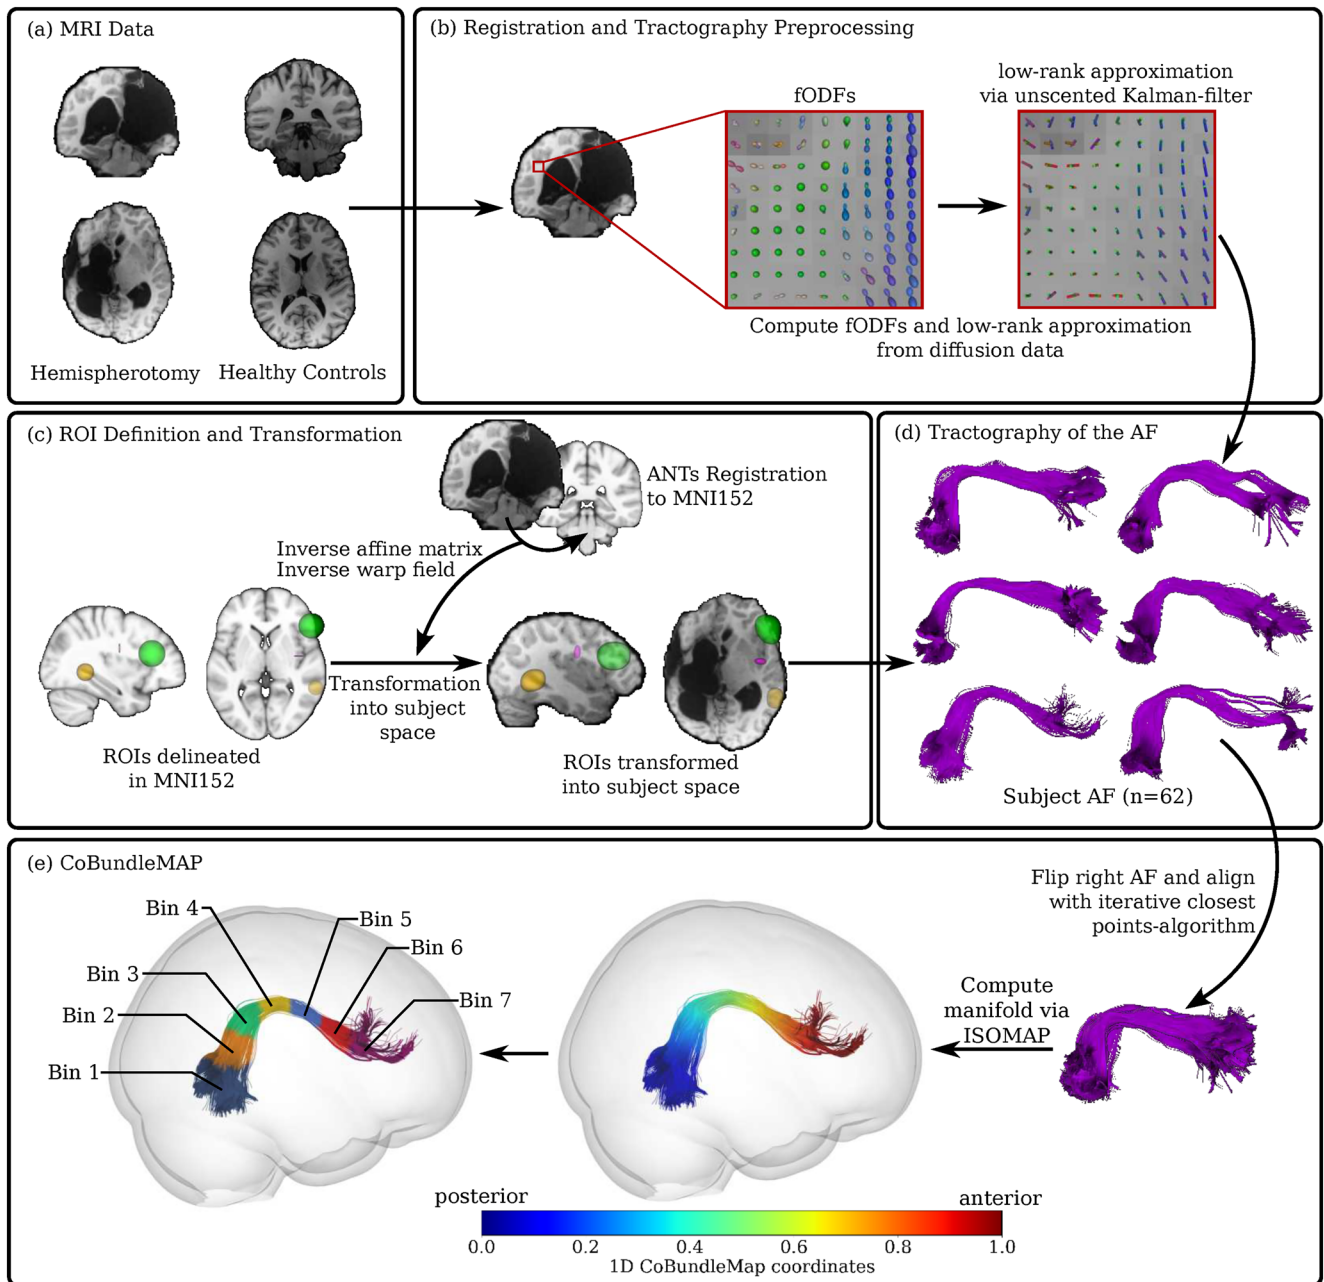 (a) MRI Data
Hemispherotomy
Healthy Controls
(b) Registration and Tractography Preprocessing
fODFs
low-rank approximation
via unscented Kalman-filter
Compute fODFs and low-rank approximation
from diffusion data
(c) ROI Definition and Transformation
ANTs Registration
to MNI152
Inverse affine matrix
Inverse warp field
Transformation
into subject
space
ROIs delineated
in MNI152
ROIs transformed
into subject space
(d) Tractography of the AF
Subject AF (n=62)
(e) CoBundleMAP
Flip right AF and align
with iterative closest
points-algorithm
Compute
manifold via
ISOMAP
Bin 4
Bin 5
Bin 6
Bin 3
Bin 7
Bin 2
Bin 1
posterior
anterior
0.0 0.2 0.4 0.6 0.8 1.0
1D CoBundleMap coordinates